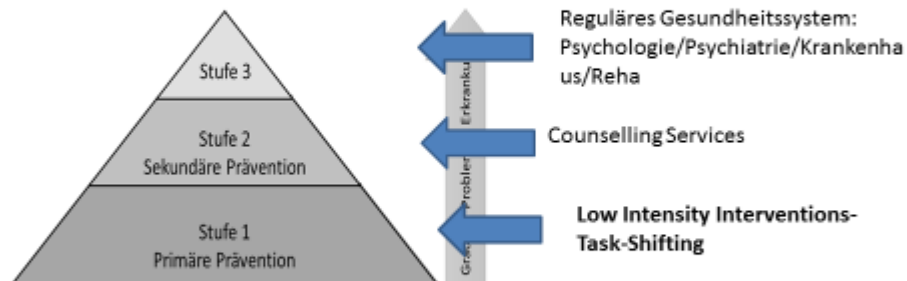 Stufe 3
Stufe 2
Sekundäre Prävention
Stufe 1
Primäre Prävention
Reguläres Gesundheitssystem:
Psychologie/Psychiatrie/Krankenha
us/Reha
Counselling Services
Low Intensity Interventions-
Task-Shifting